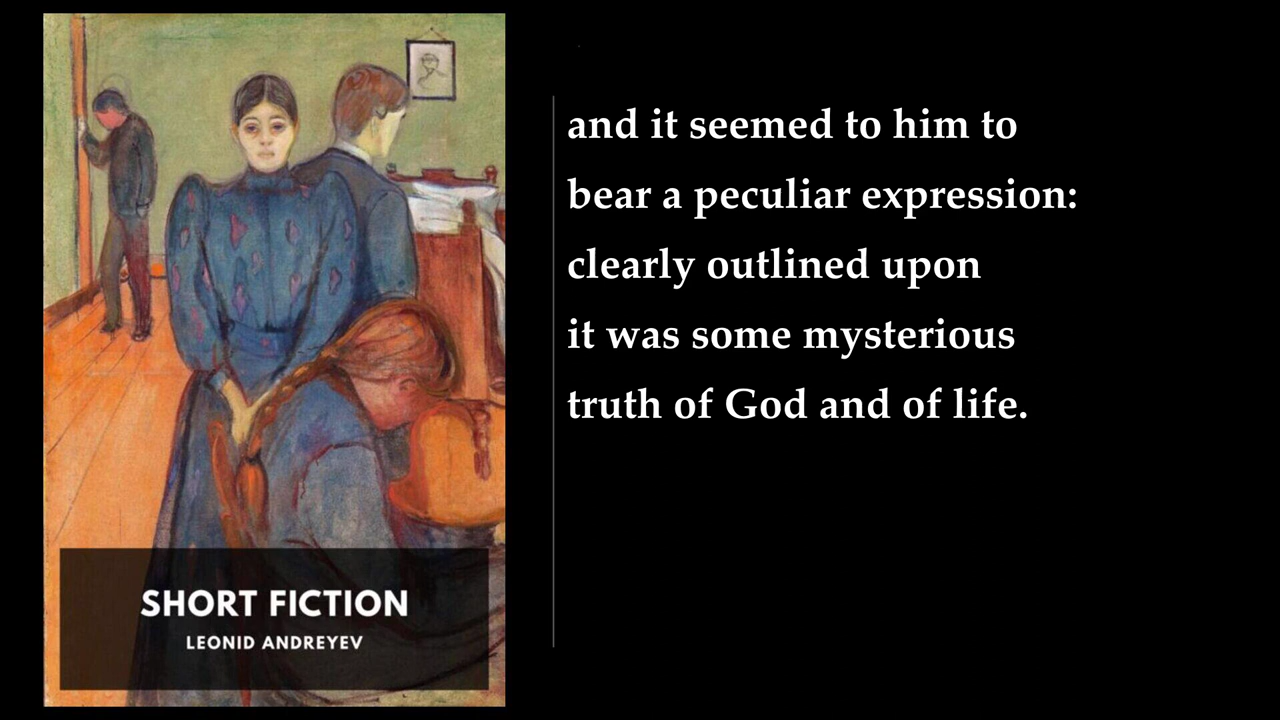 SHORT FICTION
LEONID ANDREYEV
and it seemed to him to
bear a peculiar expression:
clearly outlined upon
it was some mysterious
truth of God and of life.